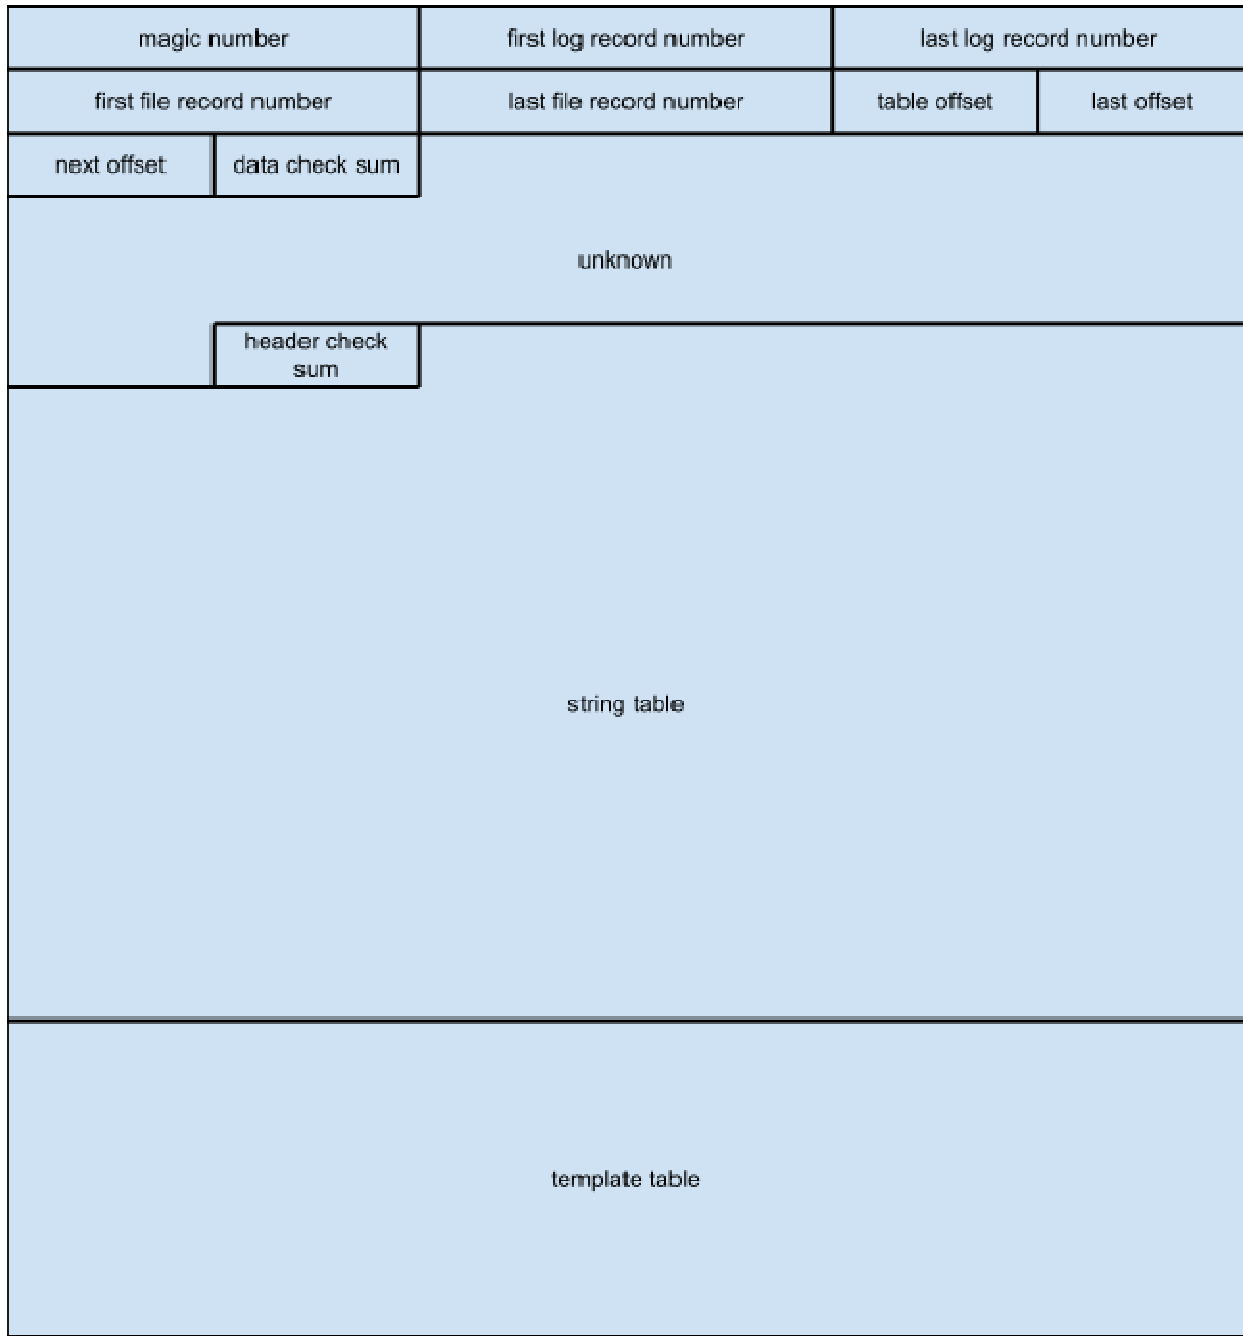 magic number
first log record number
last log record number
first file record number
last file record number
table offset
last offset
next offset
data check sum
unknown
header check
sum
string table
template table